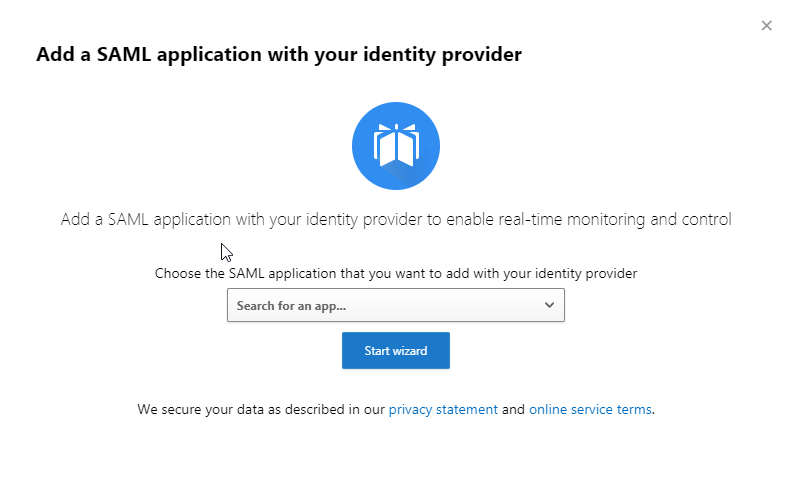 Add a SAML application with your identity provider
Add a SAML application with your identity provider to enable real-time monitoring and control
Choose the SAML application that you want to add with your identity provider
Search for an app...
Start wizard
We secure your data as described in our privacy statement and online service terms.